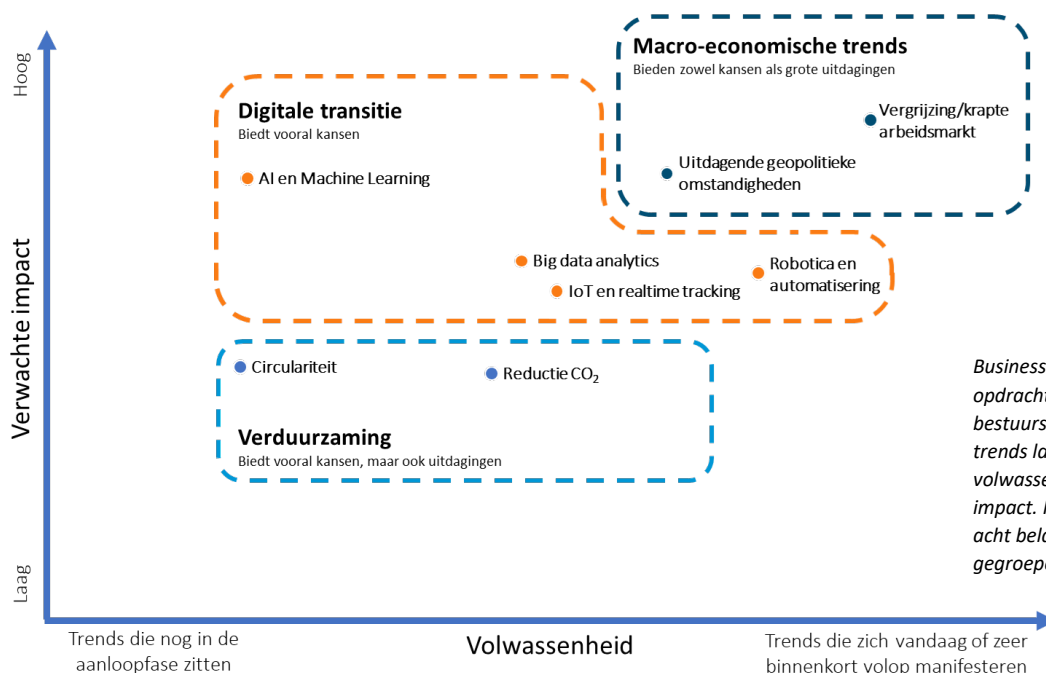 Hoog
Verwachte impact
Laag
Macro-economische trends
Bieden zowel kansen als grote uitdagingen
Vergrijzing/krapte
arbeidsmarkt
Uitdagende geopolitieke
omstandigheden
Digitale transitie
Biedt vooral kansen
AI en Machine Learning
Big data analytics
IoT en realtime tracking
Robotica en
automatisering
Circulariteit
Reductie CO₂
Verduurzaming
Biedt vooral kansen, maar ook uitdagingen
Business
opdracht
bestuurs
trends la
volwasse
impact.
acht bela
gegroepe
Trends die nog in de
aanloopfase zitten
Volwassenheid
Trends die zich vandaag of zeer
binnenkort volop manifesteren